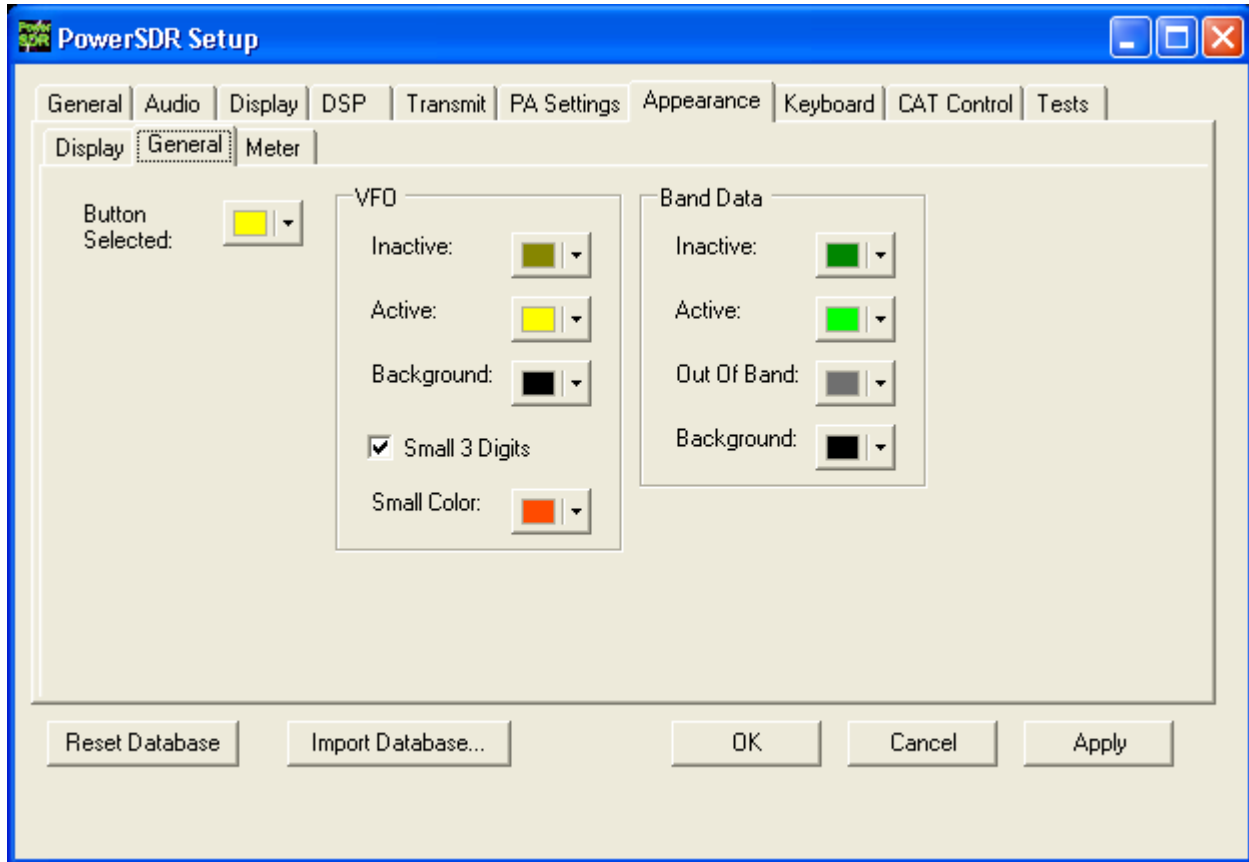 Power SDR PowerSDR Setup
General Audio Display DSP Transmit PA Settings Appearance Keyboard CAT Control Tests
Display General Meter
Button
Selected:
VFO
Inactive:
Active:
Background:
Small 3 Digits
Small Color:
Band Data
Inactive:
Active:
Out Of Band:
Background:
Reset Database Import Database... OK Cancel Apply